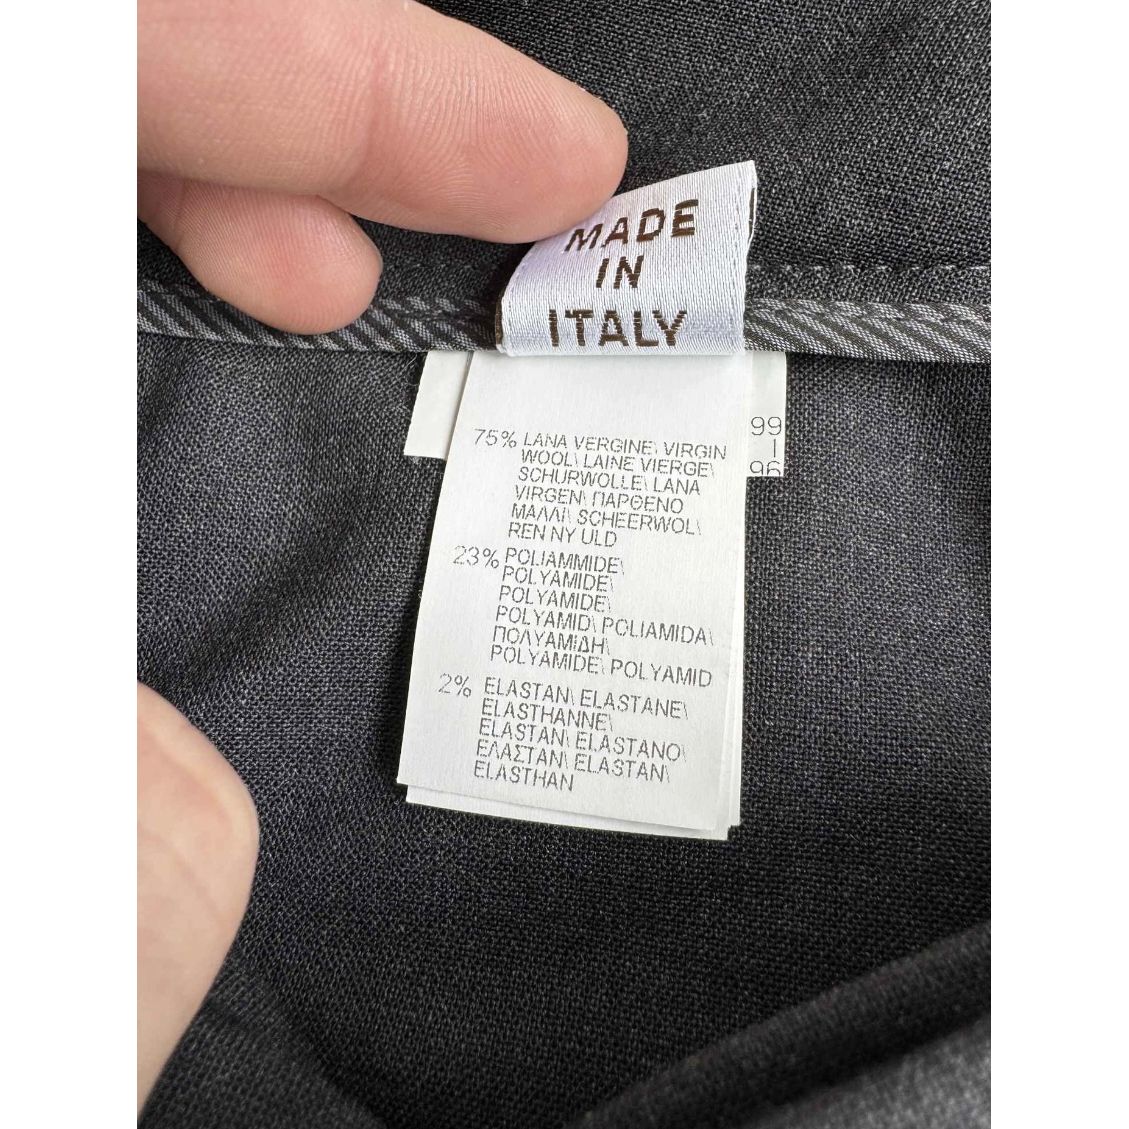 MADE
IN
ITALY
99
96
75% LANA VERGINE\ VIRGIN
WOOL\ LAINE VIERGE\
SCHURWOLLE\ LANA
VIRGEN\ ΠΑΡΘΕΝΟ
ΜΑΛΛΙ\ SCHEERWOL\
REN NY ULD
23% POLIAMMIDE\
POLYAMIDE\
POLYAMIDE\
POLYAMID\ POLIAMIDA\
ΠΟΛΥΑΜΙΔΗ\
POLYAMIDE\ POLYAMID
2% ELASTAN\ ELASTANE\
ELASTHANNE\
ELASTAN\ ELASTANO\
ΕΛΑΣΤΑΝ\ ELASTAN\
ELASTHAN